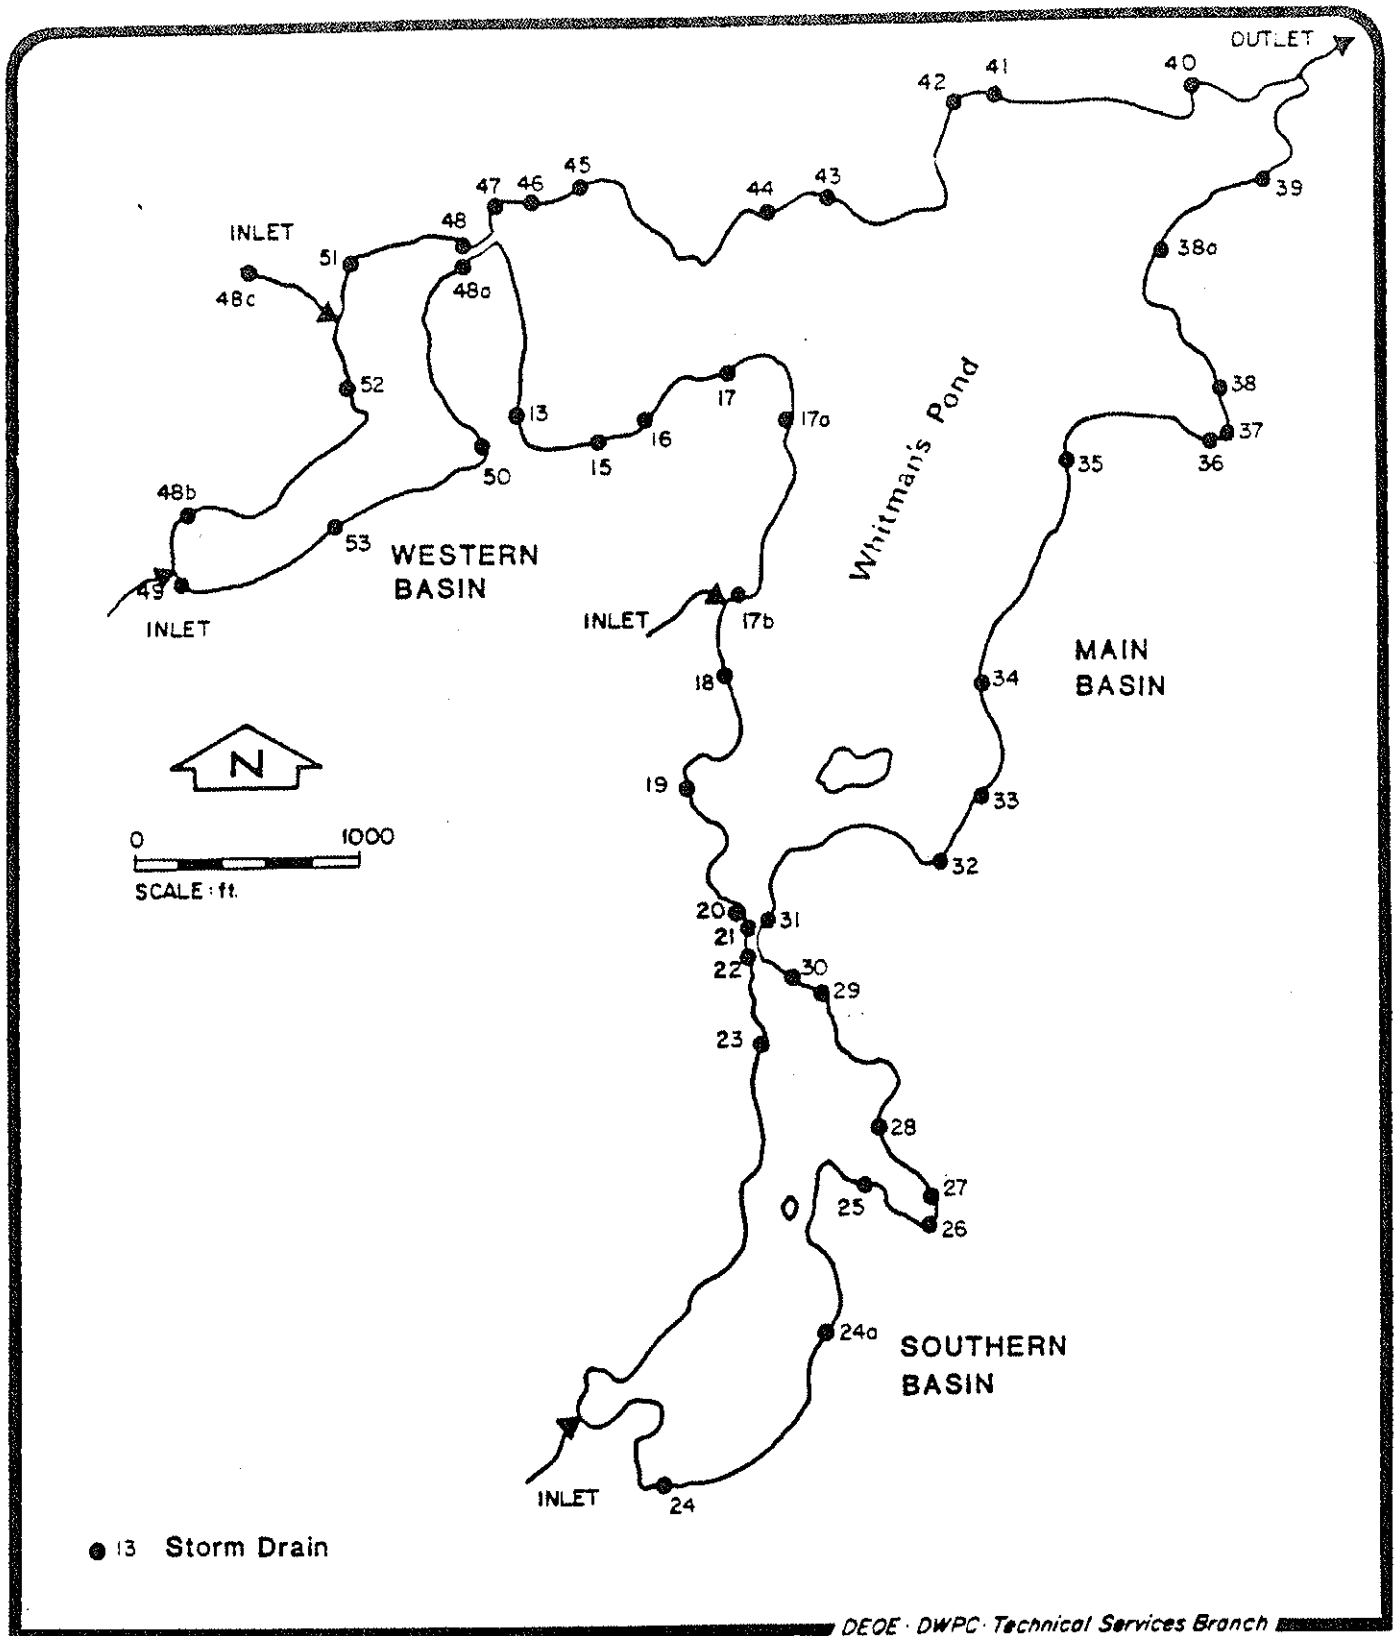 OUTLET
40
41
42
39
45
43
46
44
47
48
INLET
51
38a
48a
48c
52
38
17
13
17a
16
37
15
36
35
50
Whitman's Pond
48b
53
WESTERN
BASIN
49
INLET
INLET
17b
MAIN
BASIN
18
34
N
19
33
0
1000
32
SCALE: ft.
20
31
21
22
30
29
23
28
27
25
26
24a
SOUTHERN
BASIN
INLET
24
13 Storm Drain
DEQE · DWPC · Technical Services Branch